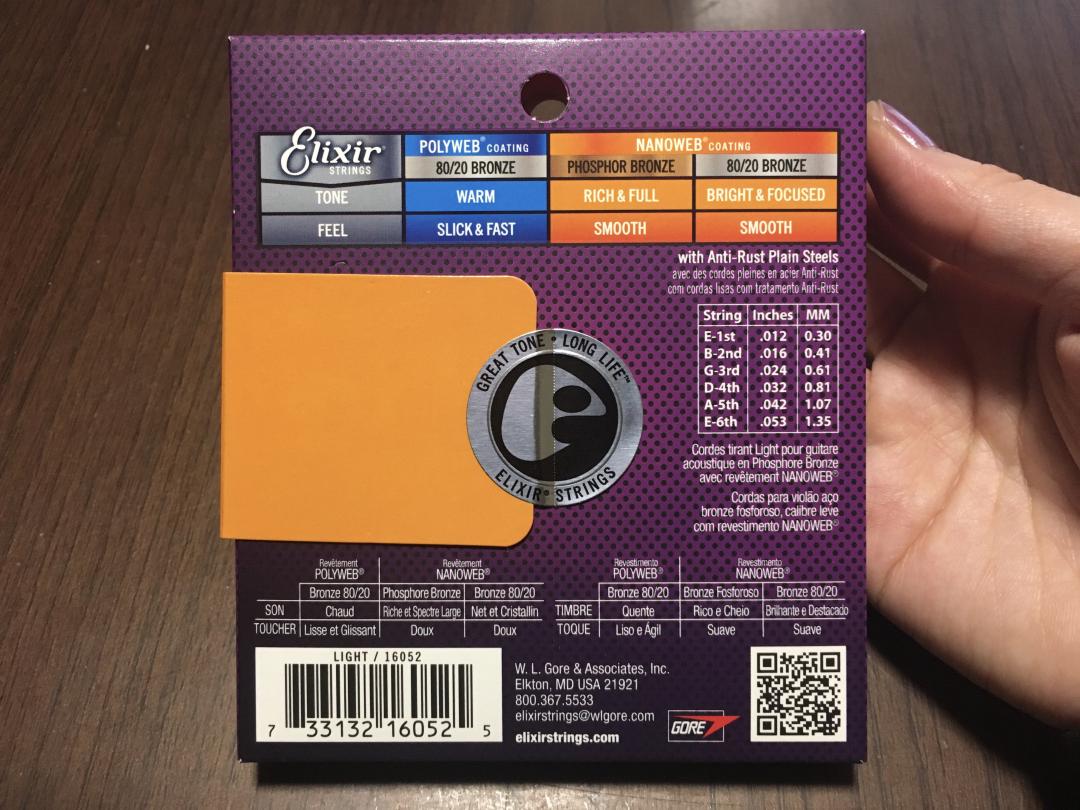 Elixir®
STRINGS
POLYWEB® COATING
NANOWEB® COATING
80/20 BRONZE PHOSPHOR BRONZE 80/20 BRONZE
TONE WARM RICH & FULL BRIGHT & FOCUSED
FEEL SLICK & FAST SMOOTH SMOOTH
with Anti-Rust Plain Steels
avec des cordes pleines en acier Anti-Rust
com cordas lisas com tratamento Anti-Rust
String Inches MM
E-1st .012 0.30
B-2nd .016 0.41
G-3rd .024 0.61
D-4th .032 0.81
A-5th .042 1.07
E-6th .053 1.35
GREAT TONE • LONG LIFE™
ELIXIR® STRINGS
Cordes tirant Light pour guitare
acoustique en Phosphore Bronze
avec revêtement NANOWEB®
Cordas para violão aço
bronze fosforoso, calibre leve
com revestimento NANOWEB®
Revêtement POLYWEB® Revêtement NANOWEB®
Bronze 80/20 Phosphore Bronze Bronze 80/20
SON Chaud Riche et Spectre Large Net et Cristallin
TOUCHER Lisse et Glissant Doux Doux
Revestimento POLYWEB® Revestimento NANOWEB®
Bronze 80/20 Bronze Fosforoso Bronze 80/20
TIMBRE Quente Rico e Cheio Brilhante e Destacado
TOQUE Liso e Ágil Suave Suave
LIGHT / 16052
7 33132 16052 5
W. L. Gore & Associates, Inc.
Elkton, MD USA 21921
800.367.5533
elixirstrings@wlgore.com
elixirstrings.com
GORE